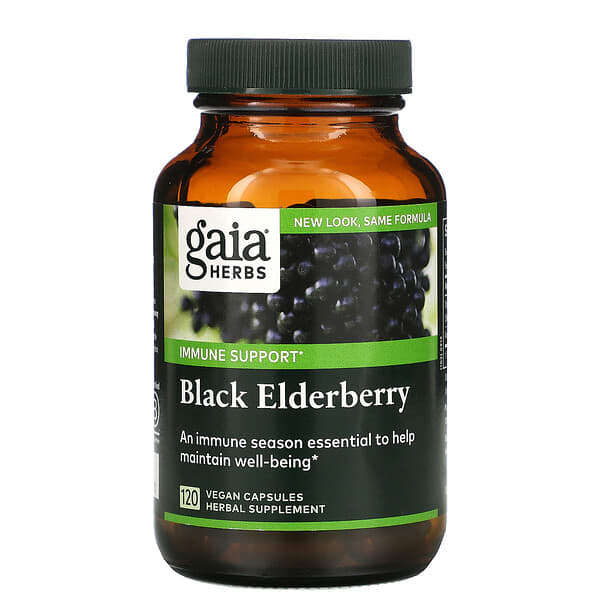 NEW LOOK, SAME FORMULA
gaia
HERBS
IMMUNE SUPPORT*
Black Elderberry
An immune season essential to help
maintain well-being*
120 VEGAN CAPSULES
HERBAL SUPPLEMENT